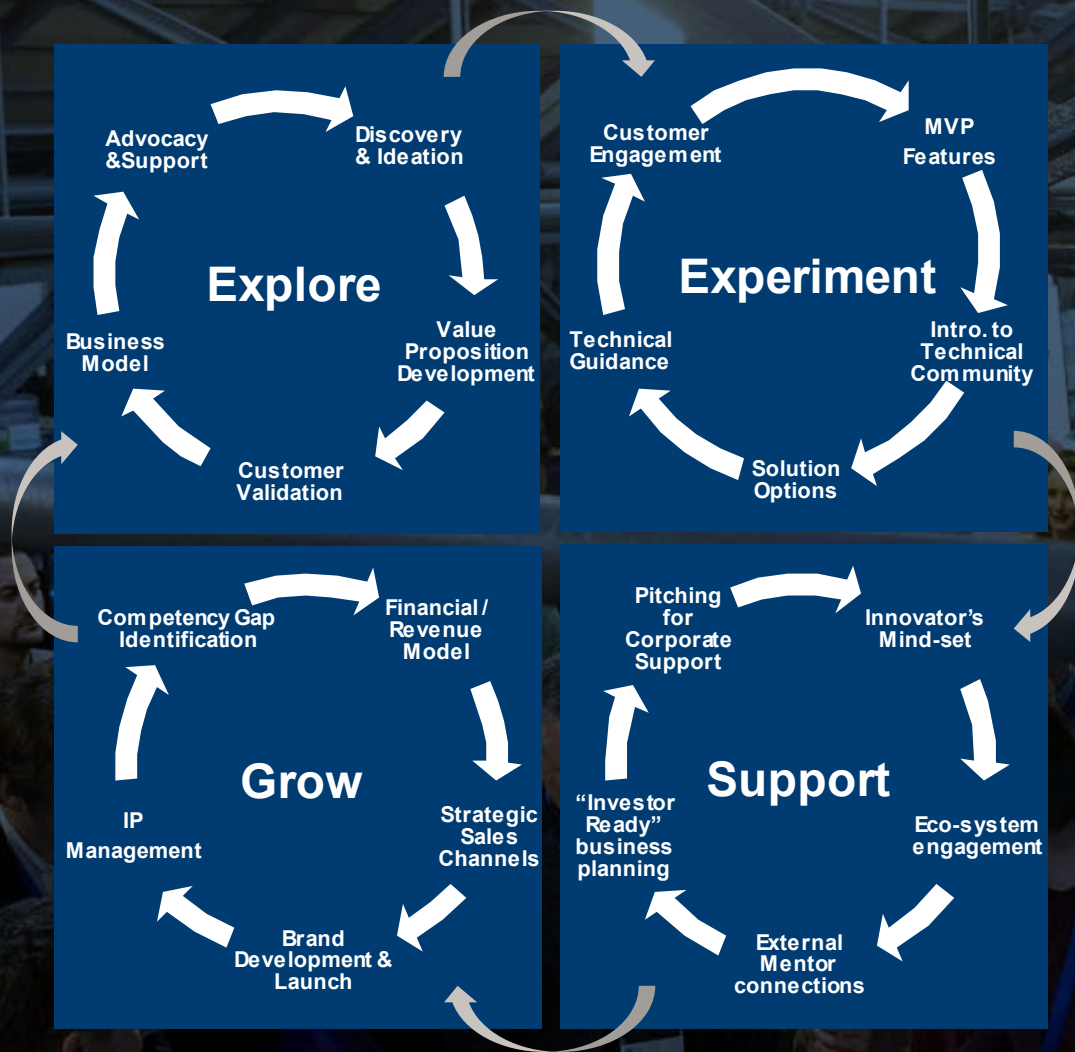 Advocacy
&Support
Discovery
& Ideation
Explore
Business
Model
Value
Proposition
Development
Customer
Validation
Customer
Engagement
MVP
Features
Experiment
Technical
Guidance
Intro. to
Technical
Community
Solution
Options
Competency Gap
Identification
Financial /
Revenue
Model
Grow
IP
Management
Strategic
Sales
Channels
Brand
Development &
Launch
Pitching
for
Corporate
Support
Innovator's
Mind-set
Support
“Investor
Ready”
business
planning
Eco-system
engagement
External
Mentor
connections